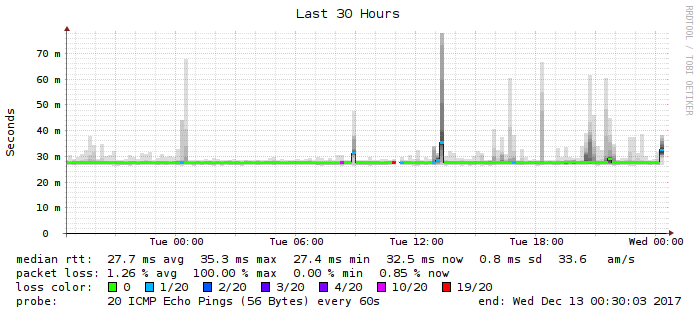 Last 30 Hours
RRDTOOL / TOBI OETIKER
Seconds
70 m
60 m
50 m
40 m
30 m
20 m
10 m
0
Tue 00:00 Tue 06:00 Tue 12:00 Tue 18:00 Wed 00:00
median rtt: 27.7 ms avg 35.3 ms max 27.4 ms min 32.5 ms now 0.8 ms sd 33.6 am/s
packet loss: 1.26 % avg 100.00 % max 0.00 % min 0.85 % now
loss color: 0 1/20 2/20 3/20 4/20 10/20 19/20
probe: 20 ICMP Echo Pings (56 Bytes) every 60s end: Wed Dec 13 00:30:03 2017